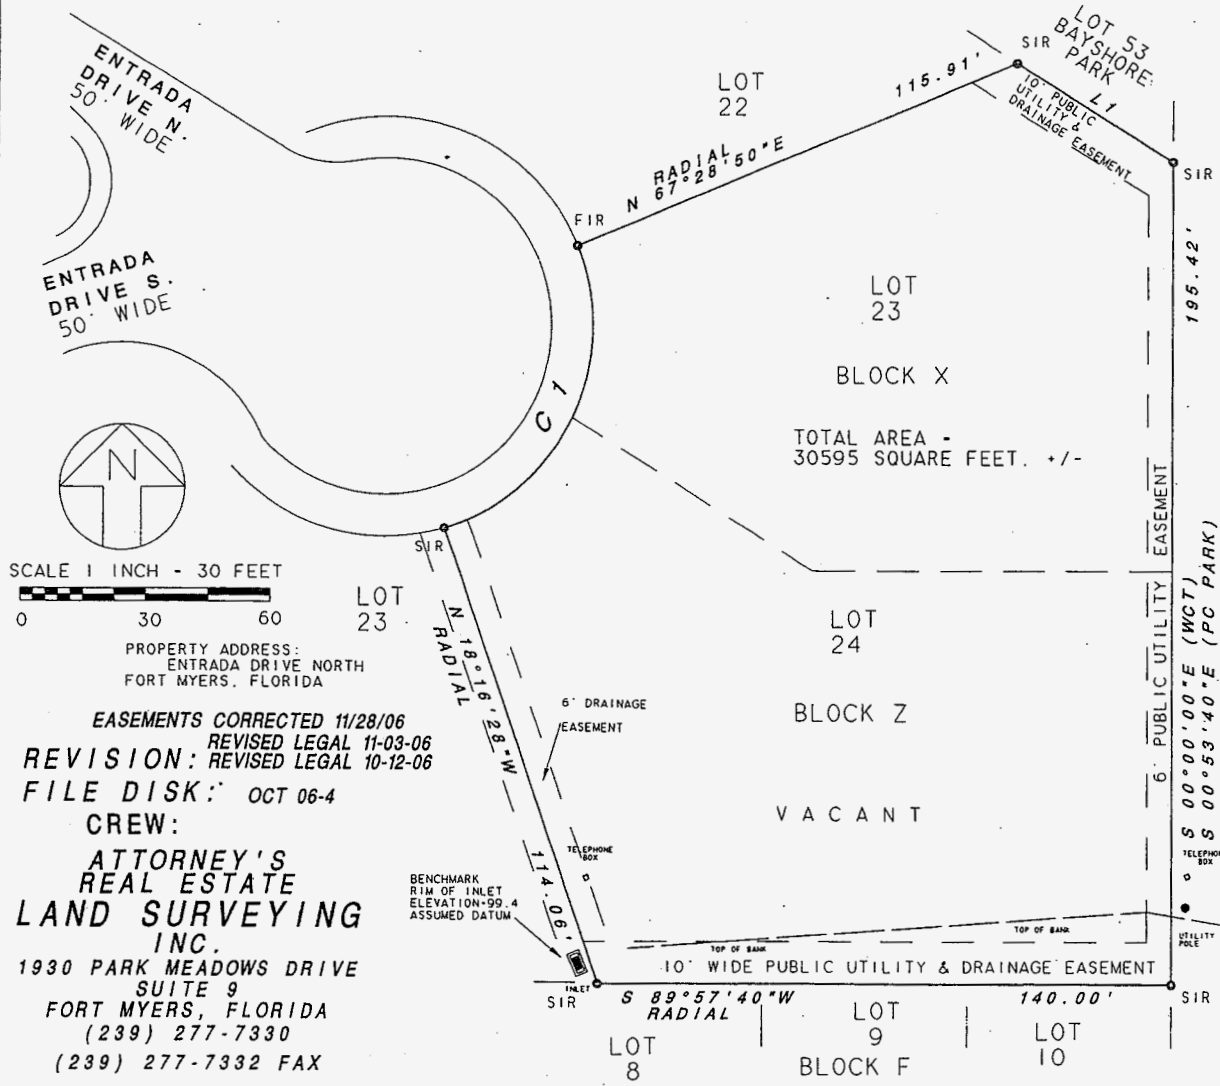 ENTRADA
DRIVE N.
50' WIDE
ENTRADA
DRIVE S.
50' WIDE
N
SCALE 1 INCH - 30 FEET
0 30 60
PROPERTY ADDRESS:
ENTRADA DRIVE NORTH
FORT MYERS, FLORIDA
EASEMENTS CORRECTED 11/28/06
REVISED LEGAL 11-03-06
REVISION: REVISED LEGAL 10-12-06
FILE DISK: OCT 06-4
CREW:
ATTORNEY'S
REAL ESTATE
LAND SURVEYING
INC.
1930 PARK MEADOWS DRIVE
SUITE 9
FORT MYERS, FLORIDA
(239) 277-7330
(239) 277-7332 FAX
LOT
22
115.91'
RADIAL
N 67°28'50"E
FIR
SIR
LOT 53
BAYSHORE
PARK
L1
10' PUBLIC
UTILITY &
DRAINAGE EASEMENT
SIR
195.42'
LOT
23
BLOCK X
TOTAL AREA -
30595 SQUARE FEET. +/-
C1
SIR
LOT
23
N 18°16'28"W
RADIAL
114.06'
6' DRAINAGE
EASEMENT
LOT
24
BLOCK Z
VACANT
6' PUBLIC UTILITY EASEMENT
S 00°00'00"E (WCT)
S 00°53'40"E (PC PARK)
TELEPHONE
BOX
TELEPHONE
BOX
UTILITY
POLE
BENCHMARK
RIM OF INLET
ELEVATION-99.4
ASSUMED DATUM
TOP OF BANK
TOP OF BANK
10' WIDE PUBLIC UTILITY & DRAINAGE EASEMENT
INLET
SIR
S 89°57'40"W
RADIAL
140.00'
SIR
LOT
8
LOT
9
BLOCK F
LOT
10